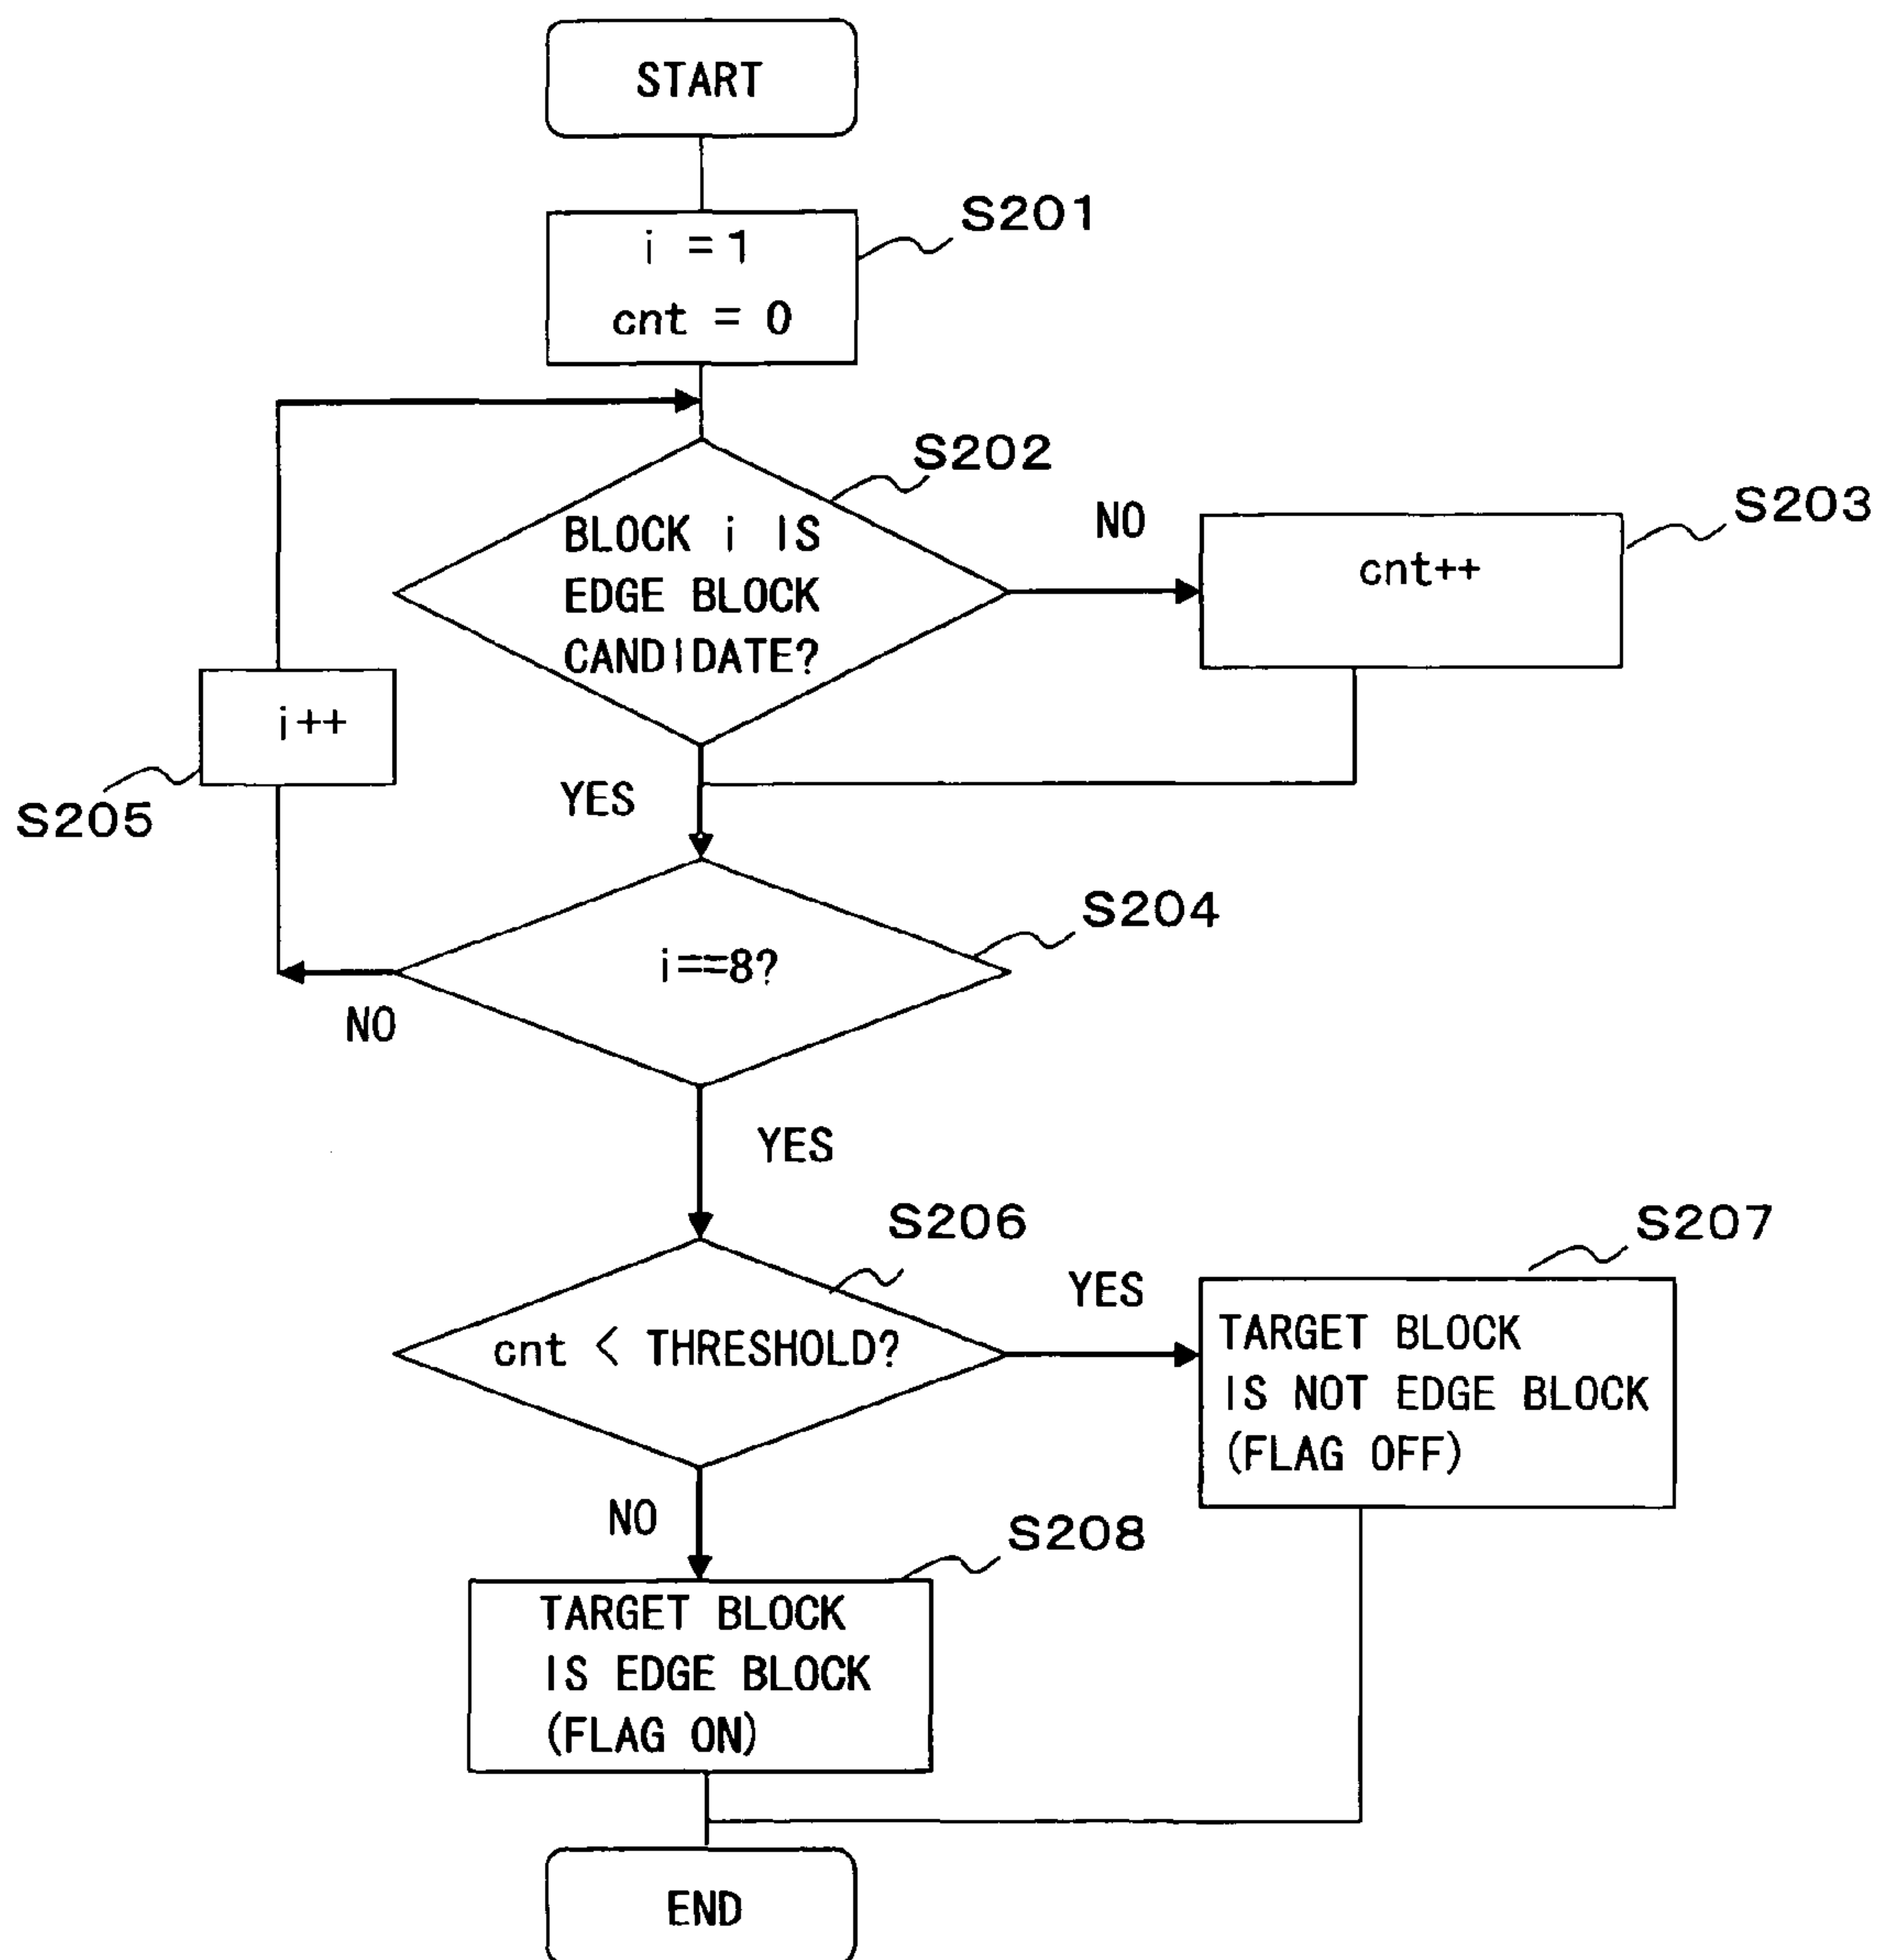 START
S201
i = 1
cnt = 0
S202
BLOCK i IS
EDGE BLOCK
CANDIDATE?
NO
S203
cnt++
i++
S205
YES
S204
i==8?
NO
YES
S206
cnt < THRESHOLD?
YES
S207
TARGET BLOCK
IS NOT EDGE BLOCK
(FLAG OFF)
NO
S208
TARGET BLOCK
IS EDGE BLOCK
(FLAG ON)
END